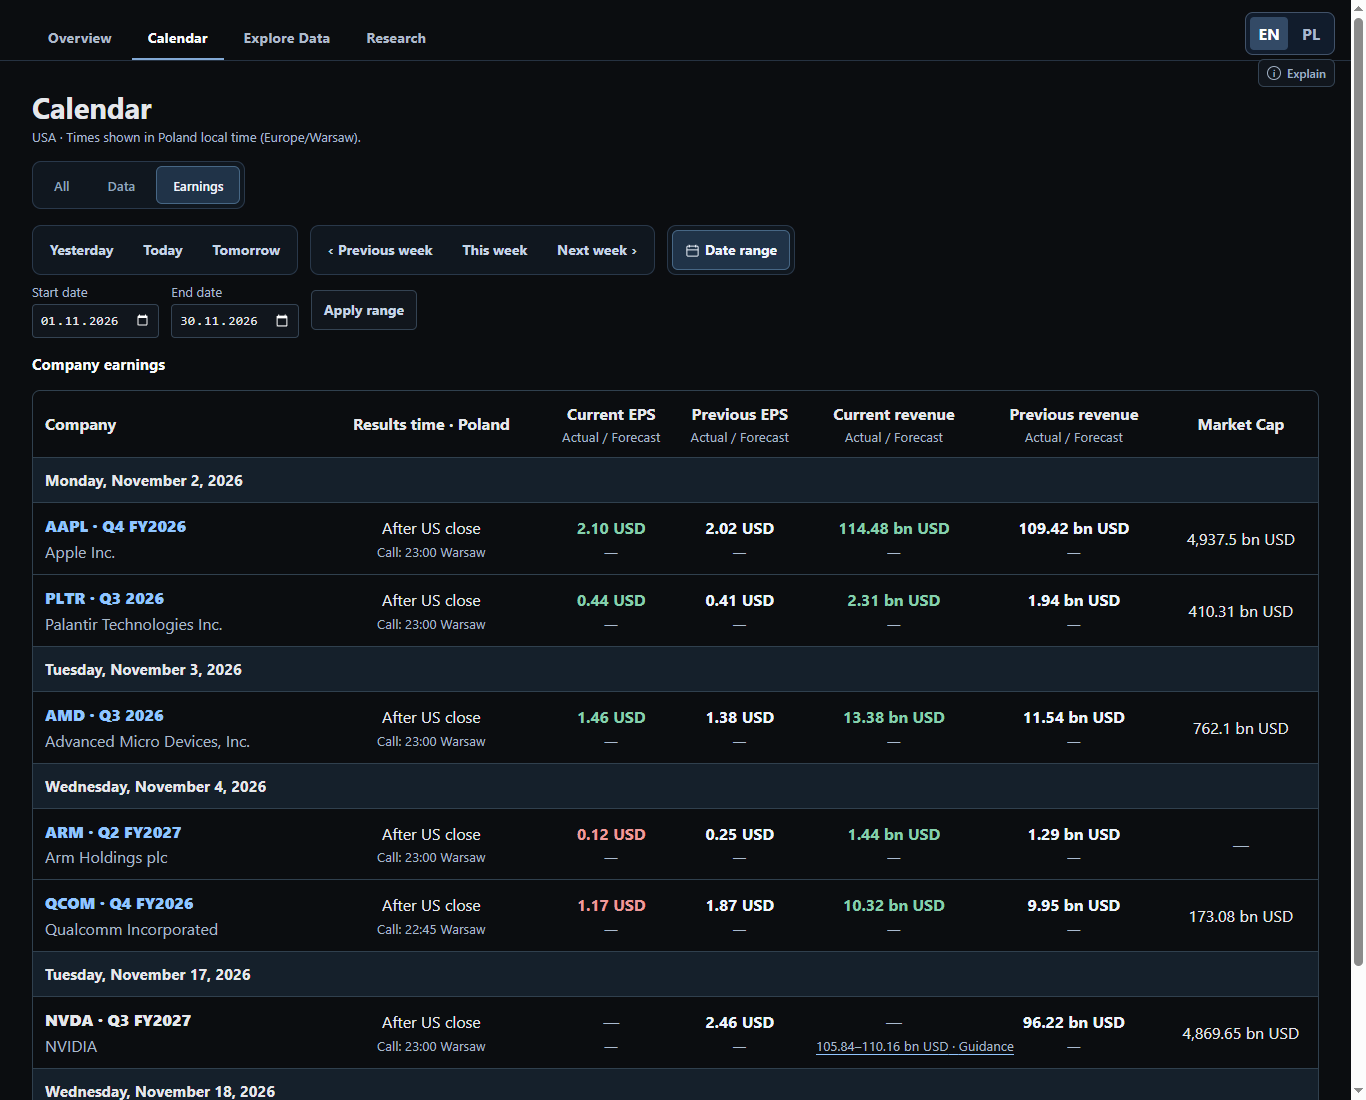 Overview Calendar Explore Data Research EN PL
Explain
Calendar
USA · Times shown in Poland local time (Europe/Warsaw).
All Data Earnings
Yesterday Today Tomorrow ‹ Previous week This week Next week › Date range
Start date End date
01.11.2026 30.11.2026 Apply range
Company earnings
Company Results time · Poland Current EPS Previous EPS Current revenue Previous revenue Market Cap
Actual / Forecast Actual / Forecast Actual / Forecast Actual / Forecast
Monday, November 2, 2026
AAPL · Q4 FY2026 After US close 2.10 USD 2.02 USD 114.48 bn USD 109.42 bn USD 4,937.5 bn USD
Apple Inc. Call: 23:00 Warsaw — — — —
PLTR · Q3 2026 After US close 0.44 USD 0.41 USD 2.31 bn USD 1.94 bn USD 410.31 bn USD
Palantir Technologies Inc. Call: 23:00 Warsaw — — — —
Tuesday, November 3, 2026
AMD · Q3 2026 After US close 1.46 USD 1.38 USD 13.38 bn USD 11.54 bn USD 762.1 bn USD
Advanced Micro Devices, Inc. Call: 23:00 Warsaw — — — —
Wednesday, November 4, 2026
ARM · Q2 FY2027 After US close 0.12 USD 0.25 USD 1.44 bn USD 1.29 bn USD —
Arm Holdings plc Call: 23:00 Warsaw — — — —
QCOM · Q4 FY2026 After US close 1.17 USD 1.87 USD 10.32 bn USD 9.95 bn USD 173.08 bn USD
Qualcomm Incorporated Call: 22:45 Warsaw — — — —
Tuesday, November 17, 2026
NVDA · Q3 FY2027 After US close — 2.46 USD — 96.22 bn USD 4,869.65 bn USD
NVIDIA Call: 23:00 Warsaw — — 105.84–110.16 bn USD · Guidance —
Wednesday, November 18, 2026